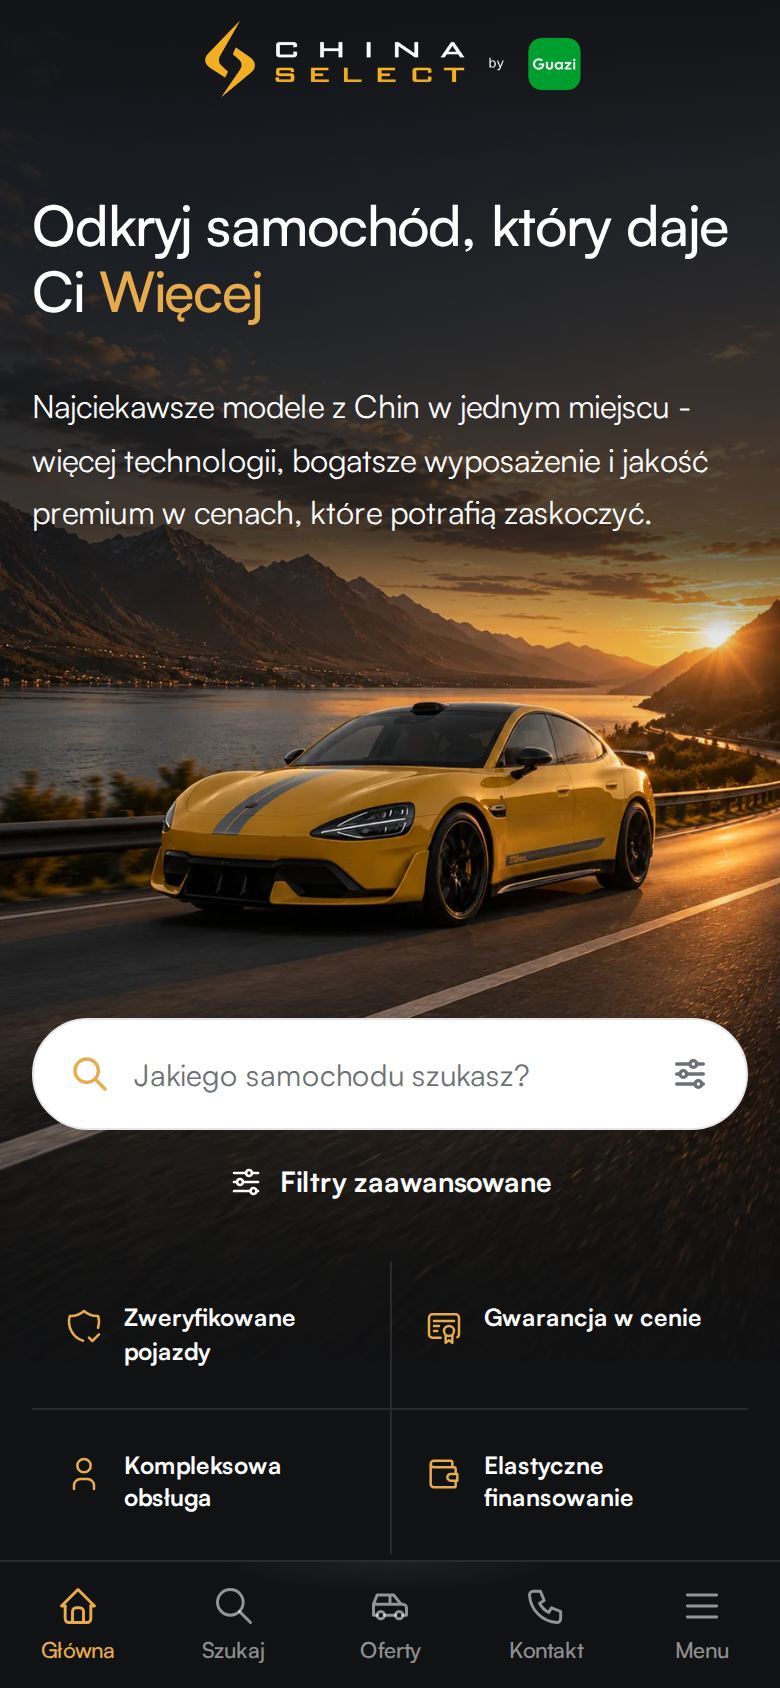 CHINA
SELECT
by
Guazi
Odkryj samochód, który daje
Ci Więcej
Najciekawsze modele z Chin w jednym miejscu -
więcej technologii, bogatsze wyposażenie i jakość
premium w cenach, które potrafią zaskoczyć.
Jakiego samochodu szukasz?
Filtry zaawansowane
Zweryfikowane
pojazdy
Gwarancja w cenie
Kompleksowa
obsługa
Elastyczne
finansowanie
Główna
Szukaj
Oferty
Kontakt
Menu